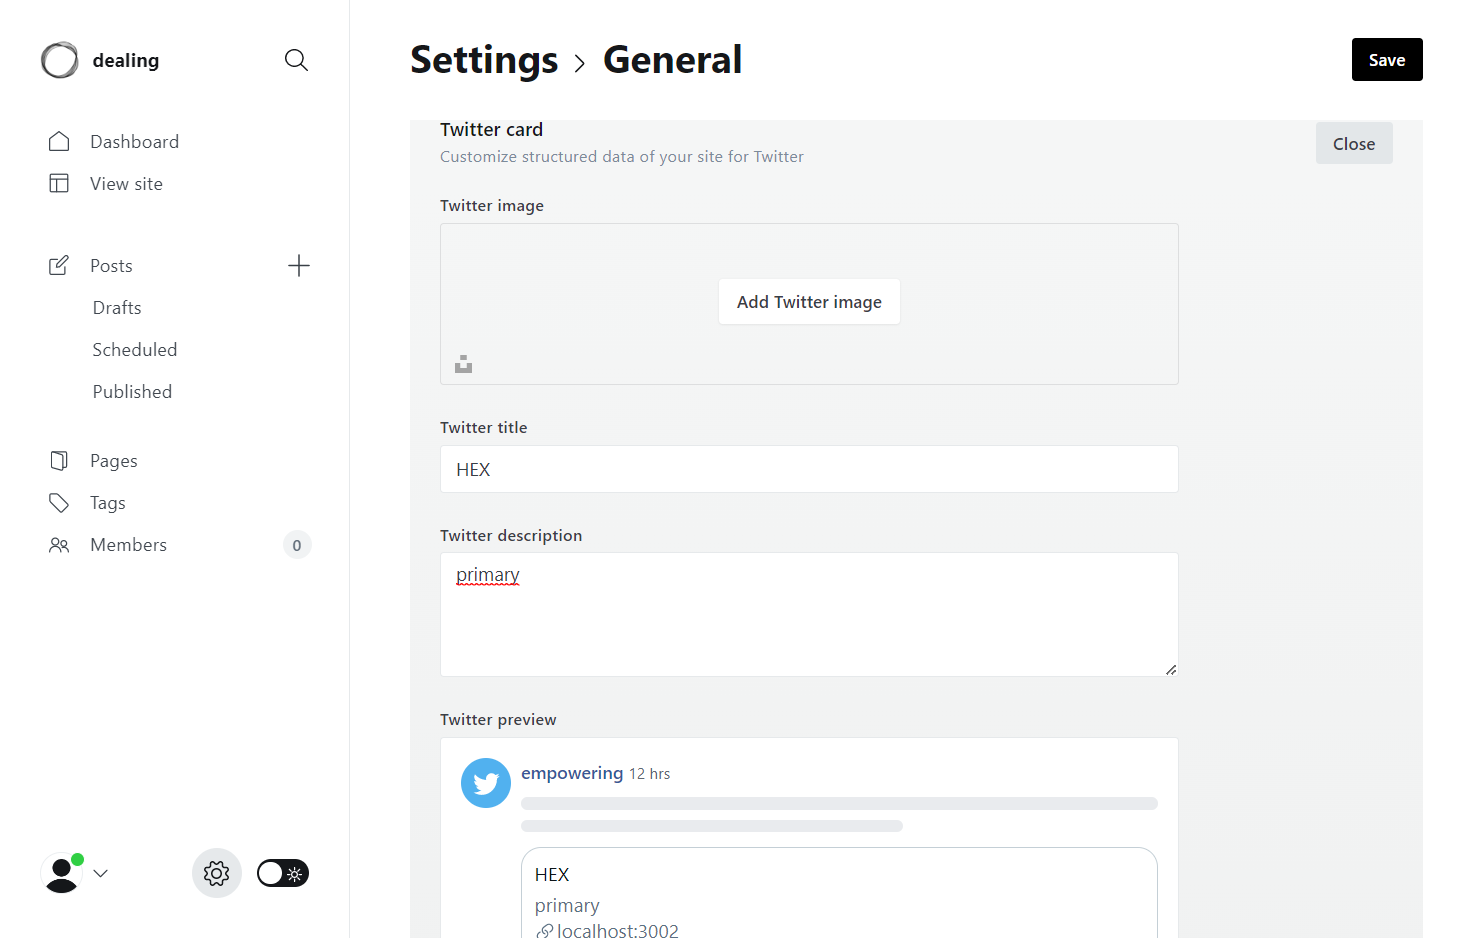 dealing
Dashboard
View site
Posts
Drafts
Scheduled
Published
Pages
Tags
Members
0
Settings > General
Save
Twitter card
Customize structured data of your site for Twitter
Close
Twitter image
Add Twitter image
Twitter title
HEX
Twitter description
primary
Twitter preview
empowering 12 hrs
HEX
primary
localhost:3002